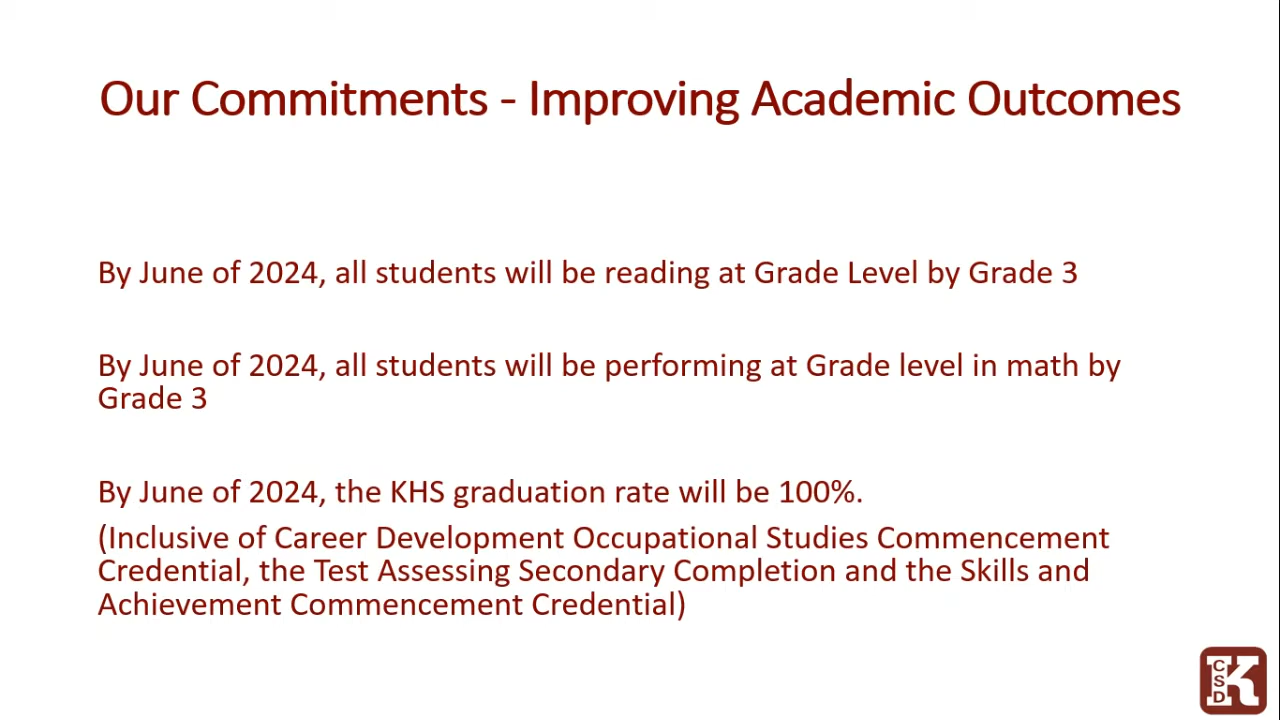 Our Commitments - Improving Academic Outcomes
By June of 2024, all students will be reading at Grade Level by Grade 3
By June of 2024, all students will be performing at Grade level in math by
Grade 3
By June of 2024, the KHS graduation rate will be 100%.
(Inclusive of Career Development Occupational Studies Commencement
Credential, the Test Assessing Secondary Completion and the Skills and
Achievement Commencement Credential)
K
CSD